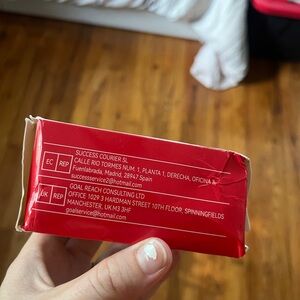 EC REP
SUCCESS COURIER SL
CALLE RIO TORMES NUM. 1, PLANTA 1, DERECHA, OFICINA
Fuenlabrada, Madrid, 28947 Spain
successservice2@hotmail.com
UK REP
GOAL REACH CONSULTING LTD
OFFICE 1029 3 HARDMAN STREET 10TH FLOOR, SPINNINGFIELDS
MANCHESTER, UK M3 3HF
goalservice@hotmail.com